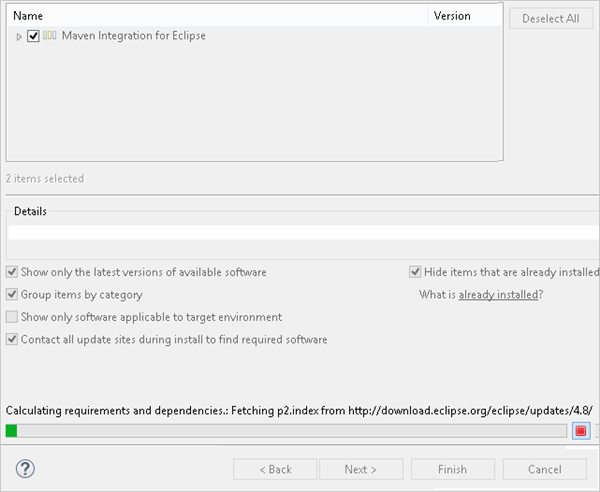 Name Version
Deselect All
Maven Integration for Eclipse
2 items selected
Details
Show only the latest versions of available software
Hide items that are already installed
Group items by category
What is already installed?
Show only software applicable to target environment
Contact all update sites during install to find required software
Calculating requirements and dependencies.: Fetching p2.index from http://download.eclipse.org/eclipse/updates/4.8/
? < Back Next > Finish Cancel